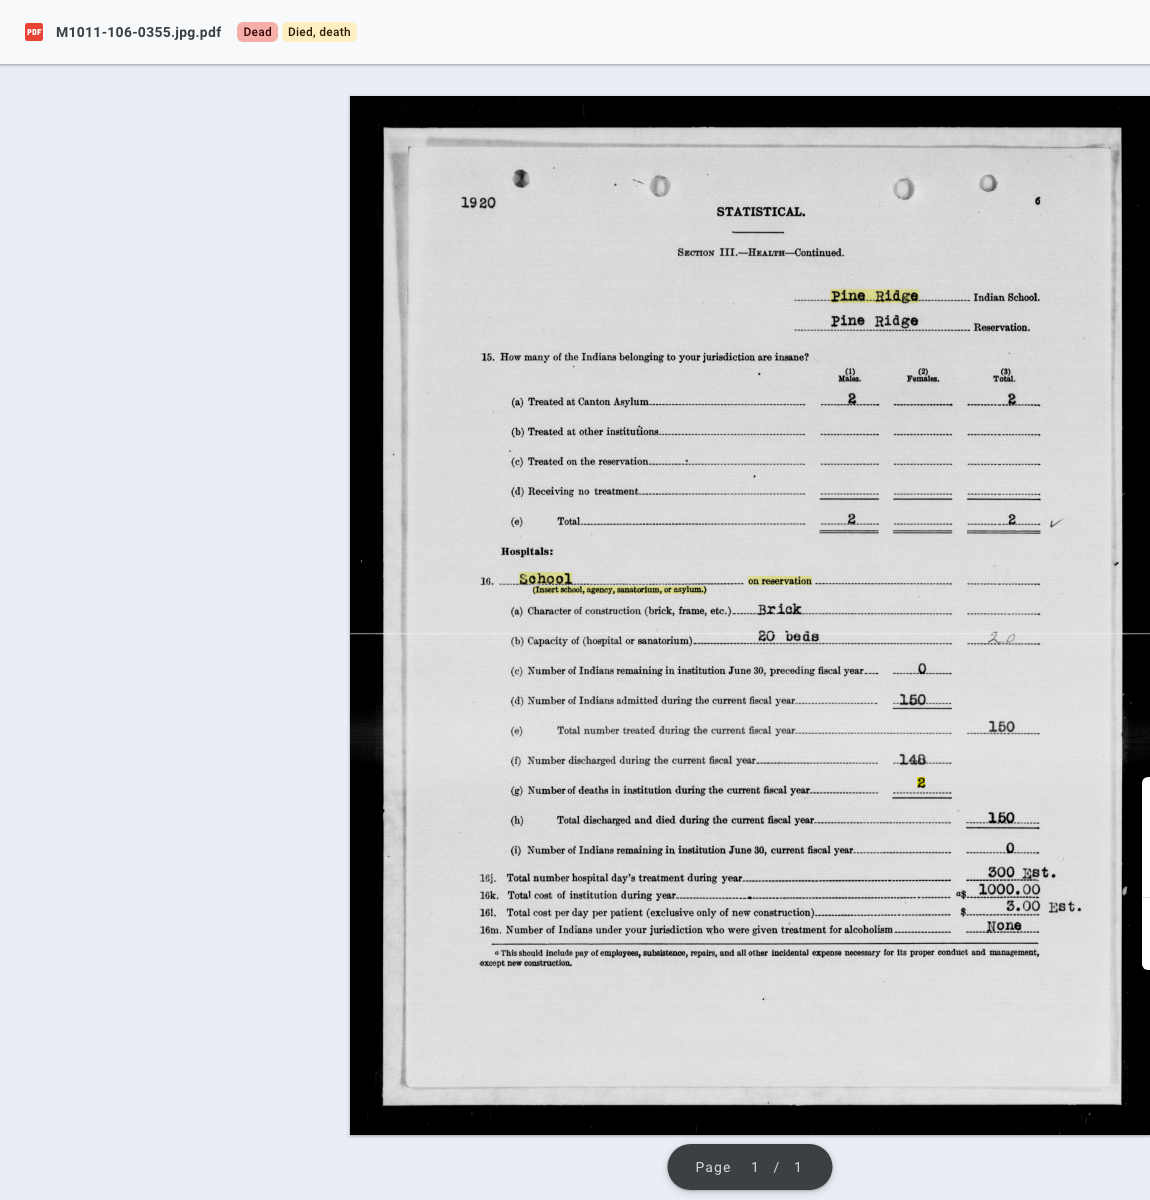 PDF M1011-106-0355.jpg.pdf Dead Died, death
1920
STATISTICAL.
6
SECTION III.—HEALTH—Continued.
Pine Ridge Indian School.
Pine Ridge Reservation.
15. How many of the Indians belonging to your jurisdiction are insane?
(1) Males. (2) Females. (3) Total.
(a) Treated at Canton Asylum 2 2
(b) Treated at other institutions
(c) Treated on the reservation
(d) Receiving no treatment
(e) Total 2 2
Hospitals:
16. School on reservation
(Insert school, agency, sanatorium, or asylum.)
(a) Character of construction (brick, frame, etc.) Brick
(b) Capacity of (hospital or sanatorium) 20 beds 20
(c) Number of Indians remaining in institution June 30, preceding fiscal year 0
(d) Number of Indians admitted during the current fiscal year 150
(e) Total number treated during the current fiscal year 150
(f) Number discharged during the current fiscal year 148
(g) Number of deaths in institution during the current fiscal year 2
(h) Total discharged and died during the current fiscal year 150
(i) Number of Indians remaining in institution June 30, current fiscal year 0
16j. Total number hospital day's treatment during year 300 Est.
16k. Total cost of institution during year a$ 1000.00
16l. Total cost per day per patient (exclusive only of new construction) $ 3.00 Est.
16m. Number of Indians under your jurisdiction who were given treatment for alcoholism None
a This should include pay of employees, subsistence, repairs, and all other incidental expense necessary for its proper conduct and management,
except new construction.
Page 1 / 1